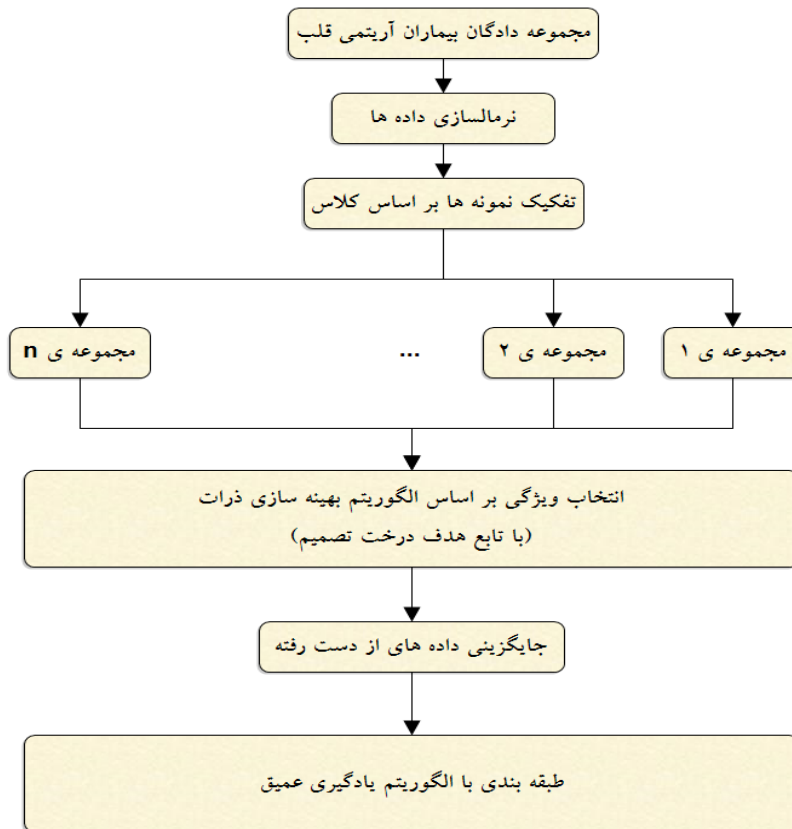 مجموعه دادگان بیماران آریتمی قلب
نرمالسازی داده ها
تفکیک نمونه ها بر اساس کلاس
مجموعه ی ۱
مجموعه ی ۲
...
مجموعه ی n
انتخاب ویژگی بر اساس الگوریتم بهینه سازی ذرات
(با تابع هدف درخت تصمیم)
جایگزینی داده های از دست رفته
طبقه بندی با الگوریتم یادگیری عمیق